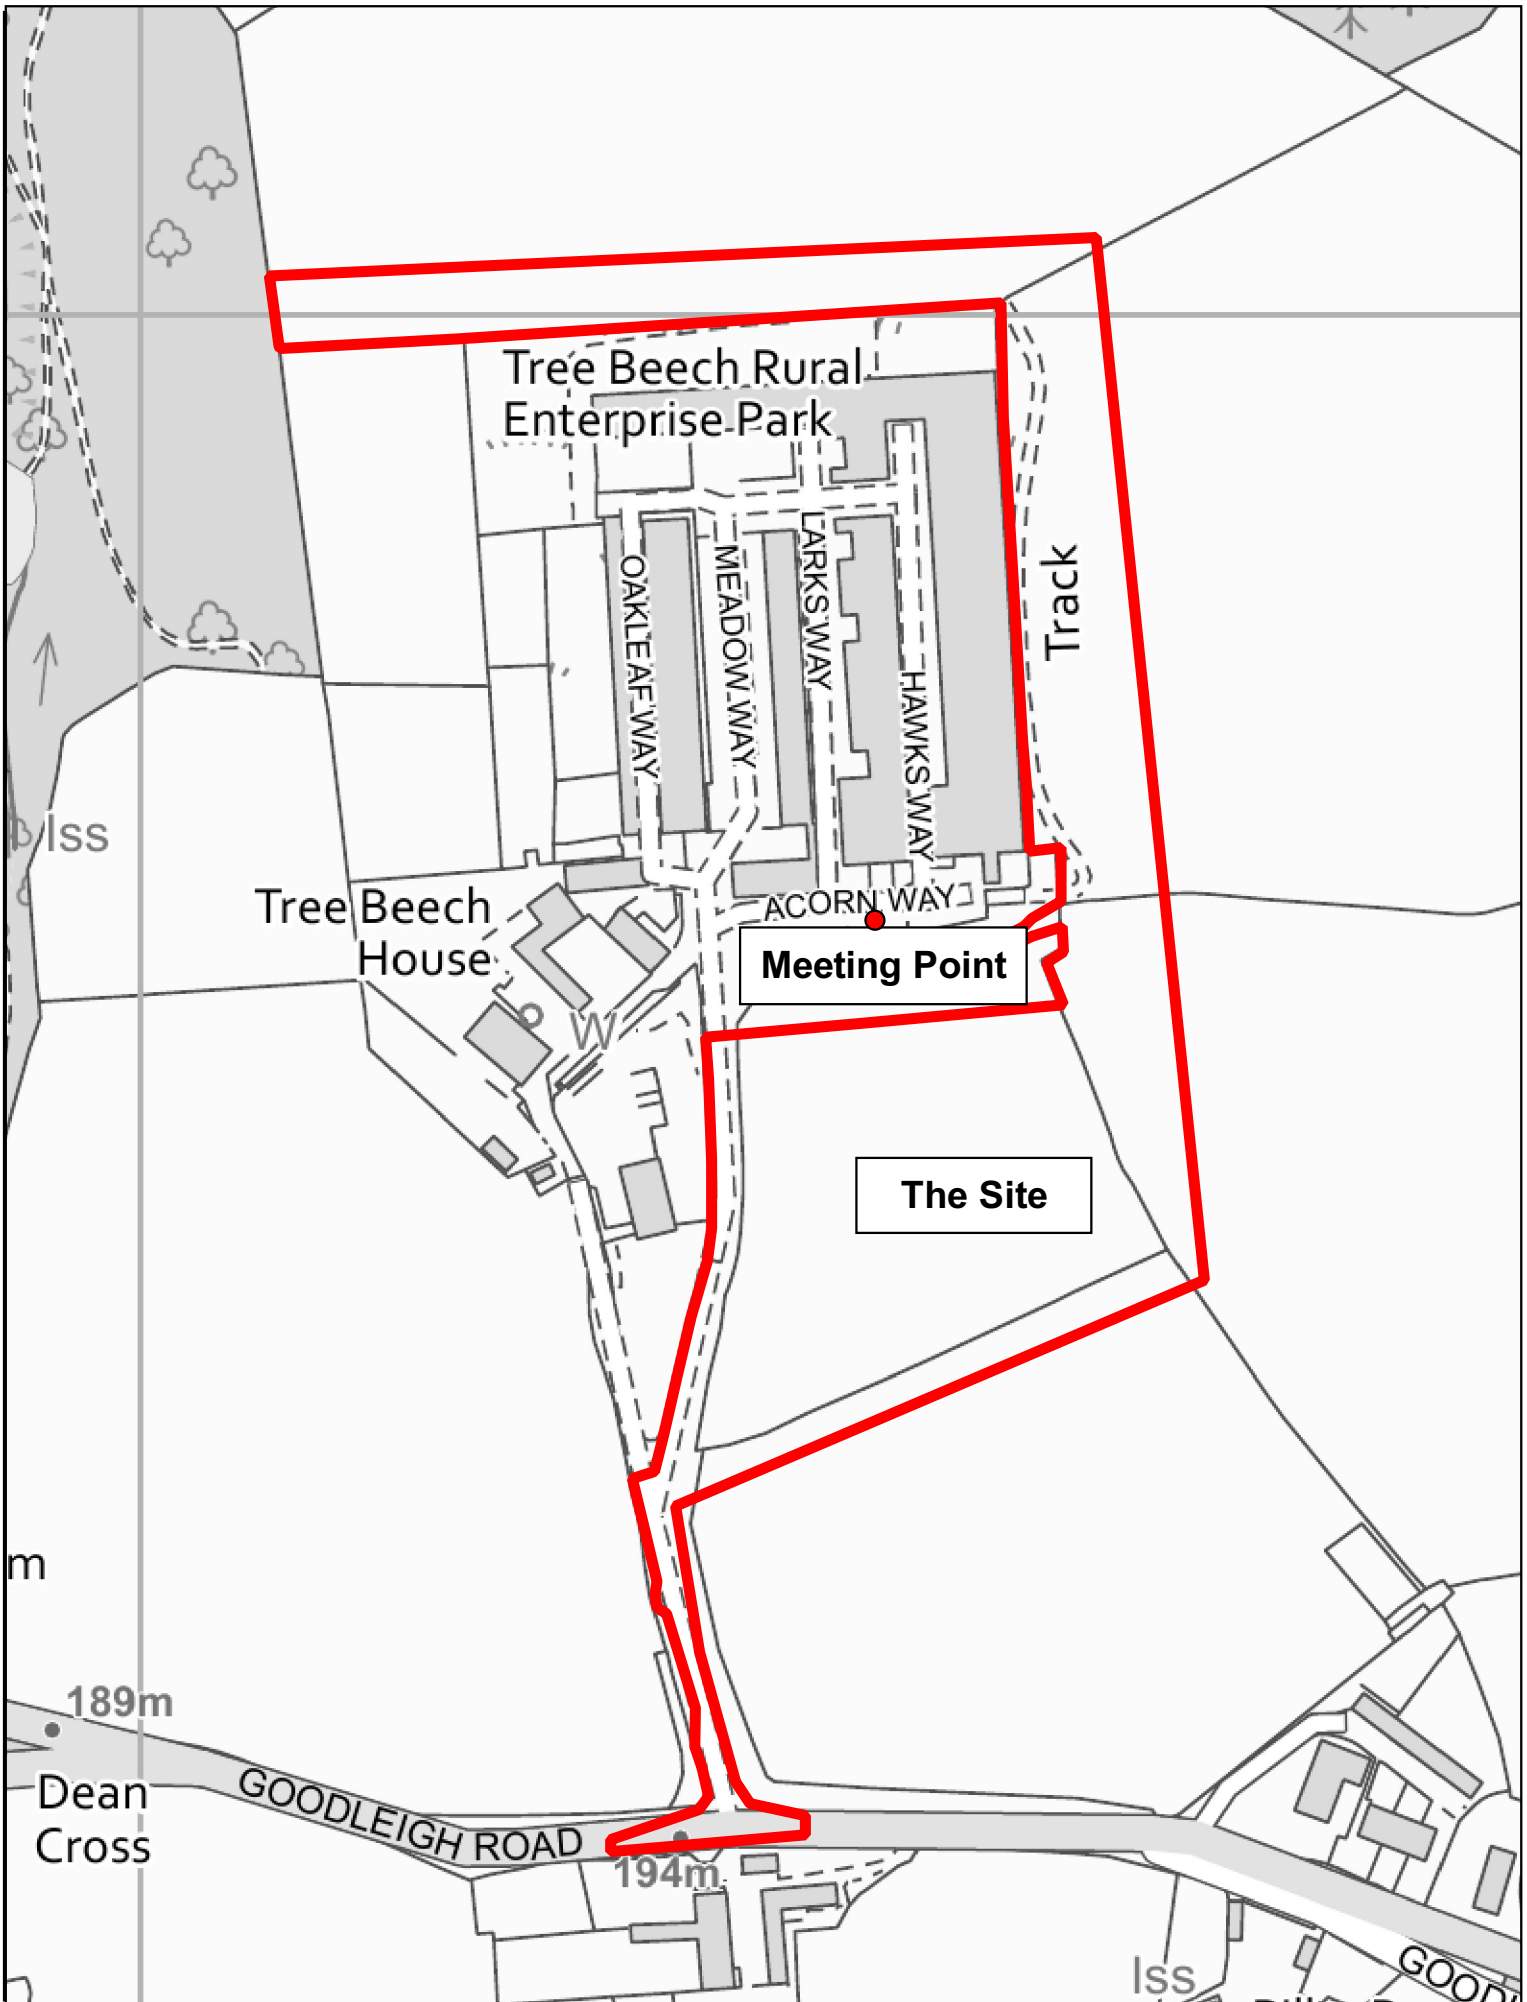 Tree Beech Rural
Enterprise Park
OAKLEAF WAY
MEADOW WAY
LARKS WAY
HAWKS WAY
Track
Iss
Tree Beech
House
ACORN WAY
Meeting Point
W
The Site
m
189m
Dean
Cross
GOODLEIGH ROAD
194m
Iss